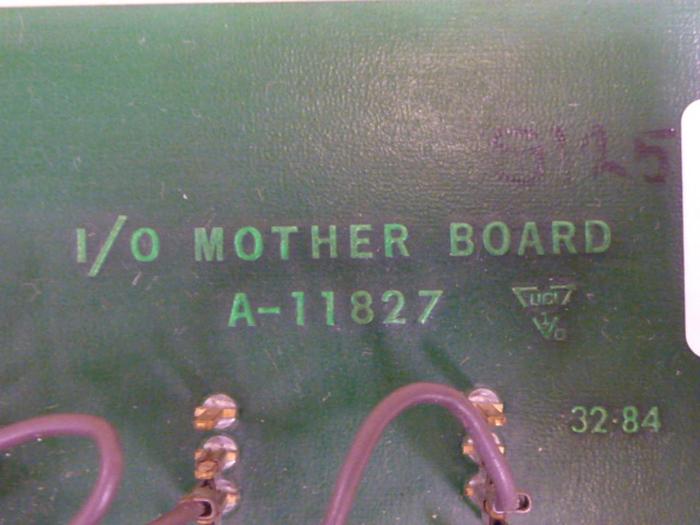 I/O MOTHER BOARD
A-11827
32-84